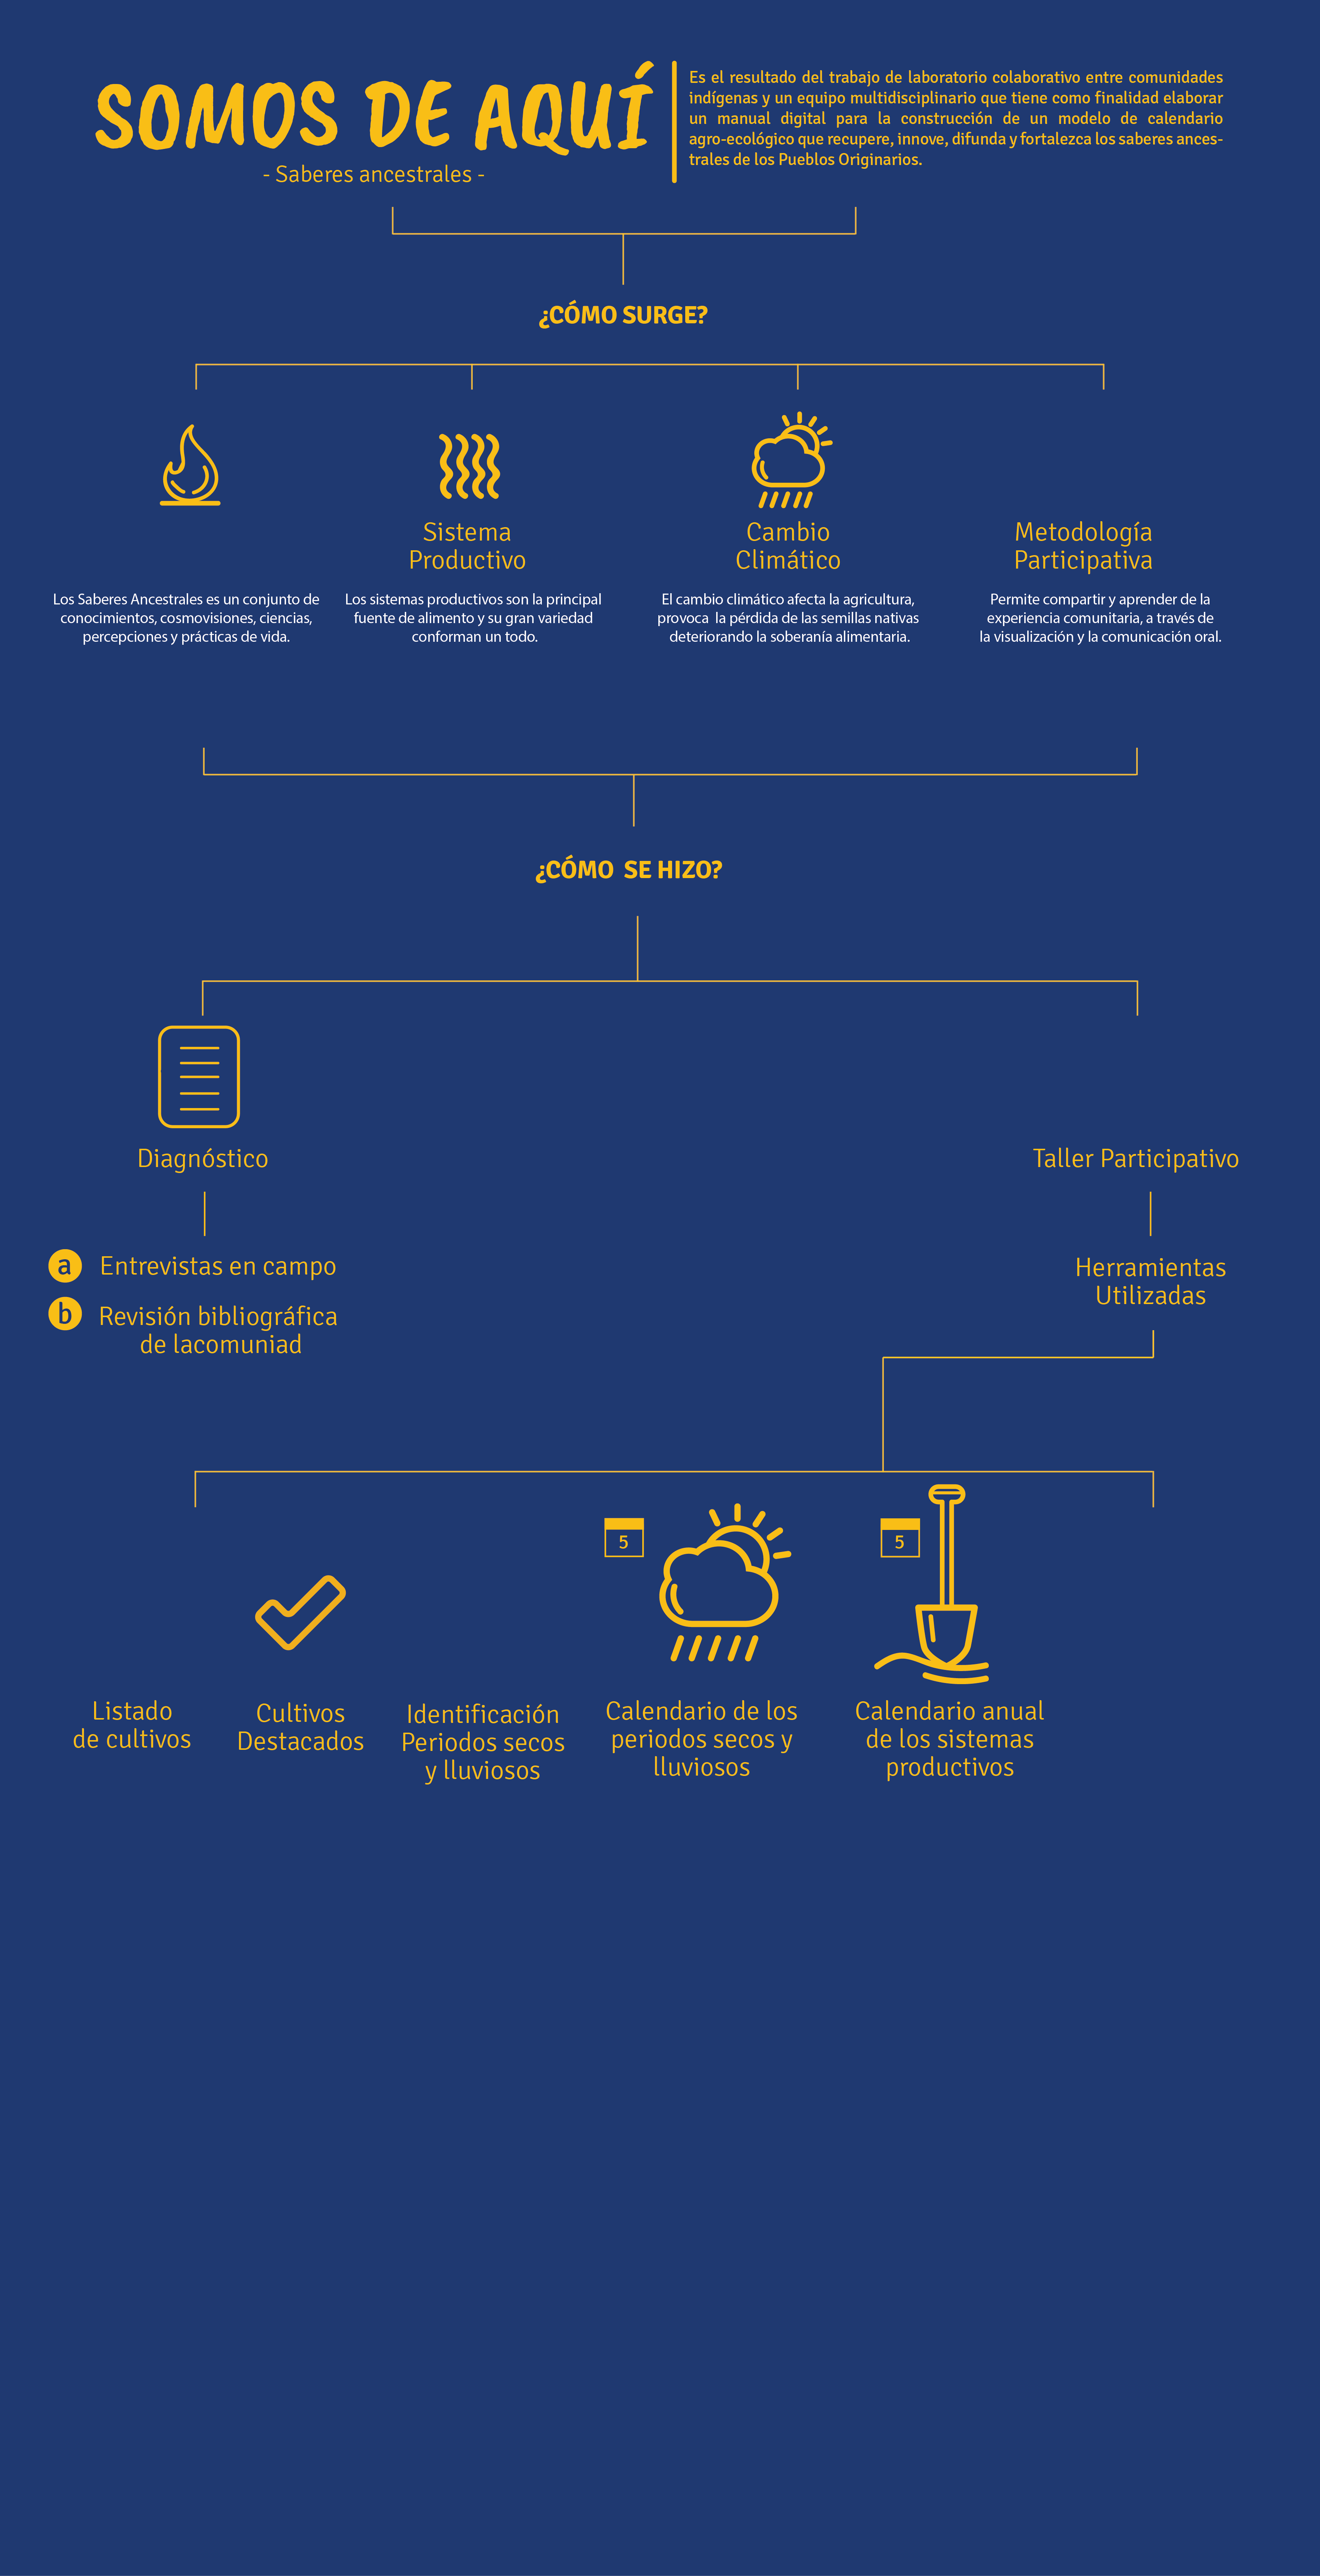 SOMOS DE AQUÍ
- Saberes ancestrales -
Es el resultado del trabajo de laboratorio colaborativo entre comunidades
indígenas y un equipo multidisciplinario que tiene como finalidad elaborar
un manual digital para la construcción de un modelo de calendario
agro-ecológico que recupere, innove, difunda y fortalezca los saberes ances-
trales de los Pueblos Originarios.
¿CÓMO SURGE?
Los Saberes Ancestrales es un conjunto de
conocimientos, cosmovisiones, ciencias,
percepciones y prácticas de vida.
Sistema
Productivo
Los sistemas productivos son la principal
fuente de alimento y su gran variedad
conforman un todo.
Cambio
Climático
El cambio climático afecta la agricultura,
provoca la pérdida de las semillas nativas
deteriorando la soberanía alimentaria.
Metodología
Participativa
Permite compartir y aprender de la
experiencia comunitaria, a través de
la visualización y la comunicación oral.
¿CÓMO SE HIZO?
Diagnóstico
a Entrevistas en campo
b Revisión bibliográfica
de lacomuniad
Taller Participativo
Herramientas
Utilizadas
Listado
de cultivos
Cultivos
Destacados
Identificación
Periodos secos
y lluviosos
5
Calendario de los
periodos secos y
lluviosos
5
Calendario anual
de los sistemas
productivos